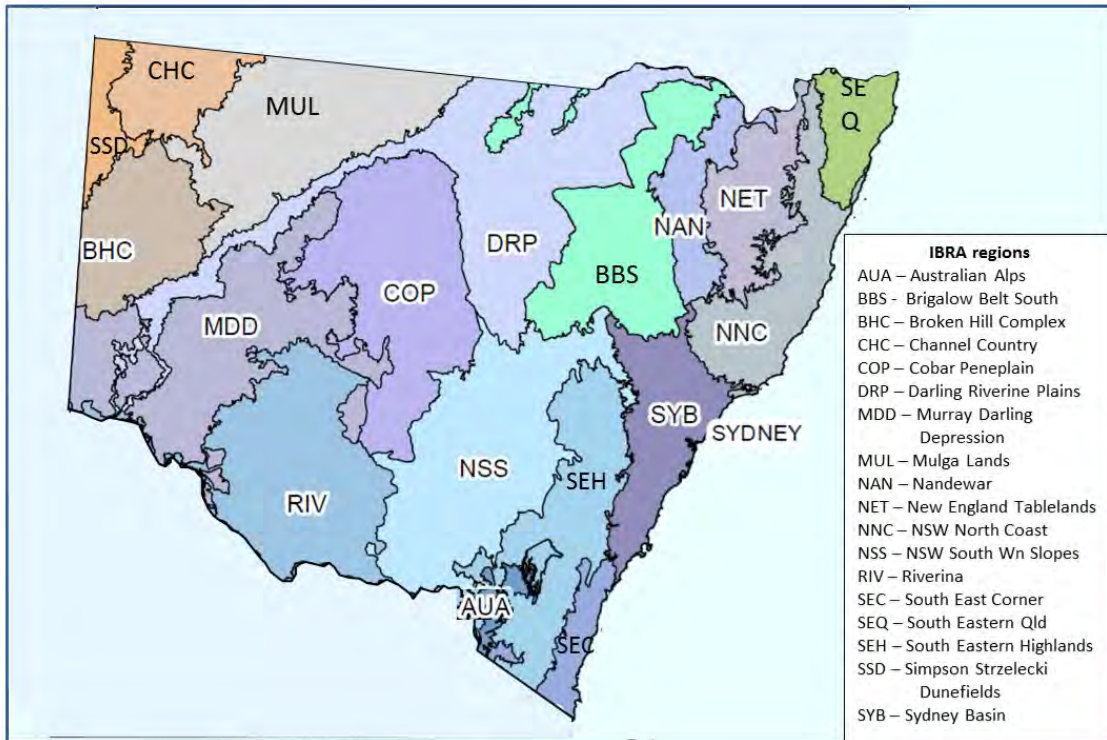 CHC
MUL
SE
Q
SSD
NET
NAN
BHC
DRP
BBS
COP
MDD
NNC
SYB
SYDNEY
NSS
SEH
RIV
AUA
SEC
IBRA regions
AUA – Australian Alps
BBS - Brigalow Belt South
BHC – Broken Hill Complex
CHC – Channel Country
COP – Cobar Peneplain
DRP – Darling Riverine Plains
MDD – Murray Darling
Depression
MUL – Mulga Lands
NAN – Nandewar
NET – New England Tablelands
NNC – NSW North Coast
NSS – NSW South Wn Slopes
RIV – Riverina
SEC – South East Corner
SEQ – South Eastern Qld
SEH – South Eastern Highlands
SSD – Simpson Strzelecki
Dunefields
SYB – Sydney Basin